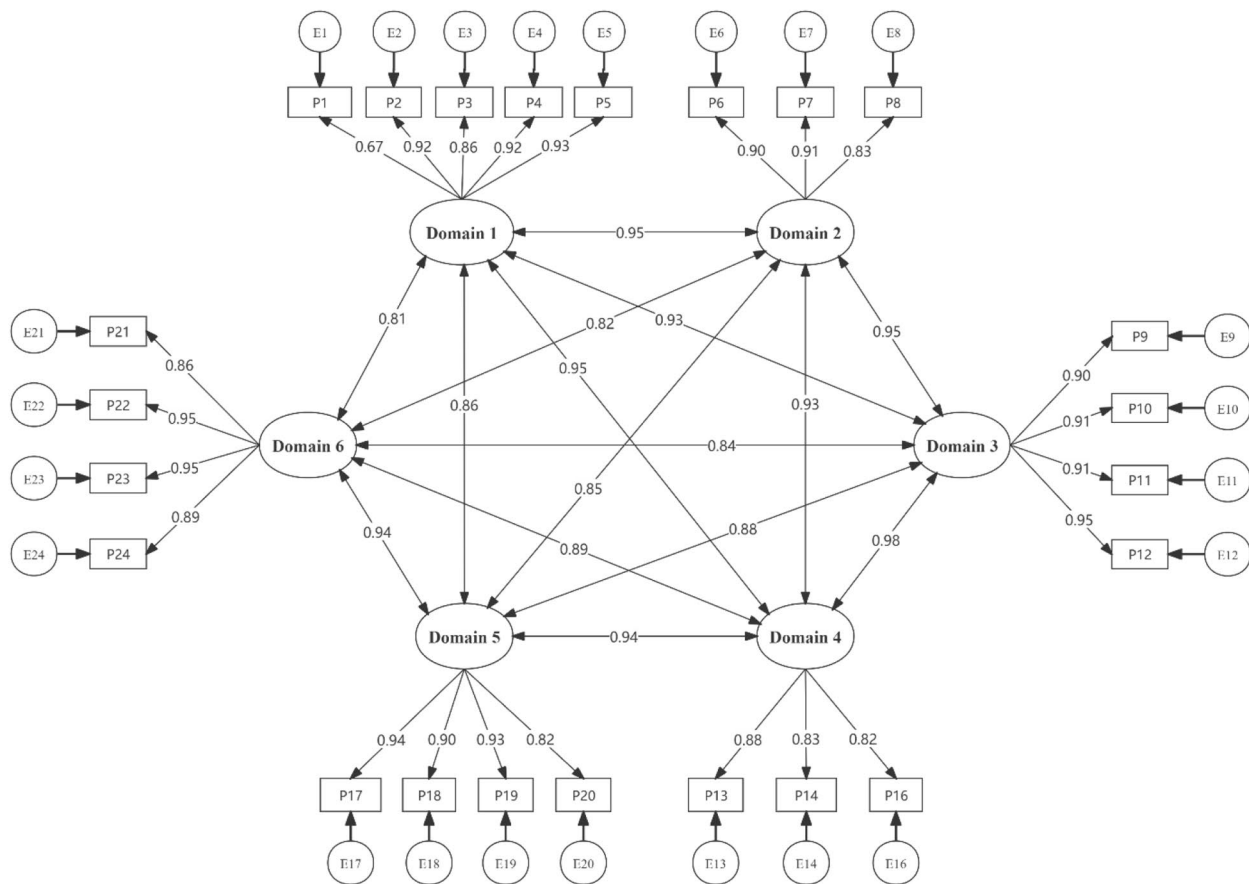 E1 E2 E3 E4 E5 E6 E7 E8
P1 P2 P3 P4 P5 P6 P7 P8
0.67 0.92 0.86 0.92 0.93 0.90 0.91 0.83
Domain 1 0.95 Domain 2
E21 P21 0.81 0.82 0.93 0.95 P9 E9
0.86 0.95 0.90
E22 P22 0.86 0.93 P10 E10
0.95 0.91
Domain 6 0.84 Domain 3
E23 P23 0.95 0.85 0.91 P11 E11
0.89 0.94 0.89 0.88 0.98 0.95
E24 P24 P12 E12
Domain 5 0.94 Domain 4
0.94 0.90 0.93 0.82 0.88 0.83 0.82
P17 P18 P19 P20 P13 P14 P16
E17 E18 E19 E20 E13 E14 E16